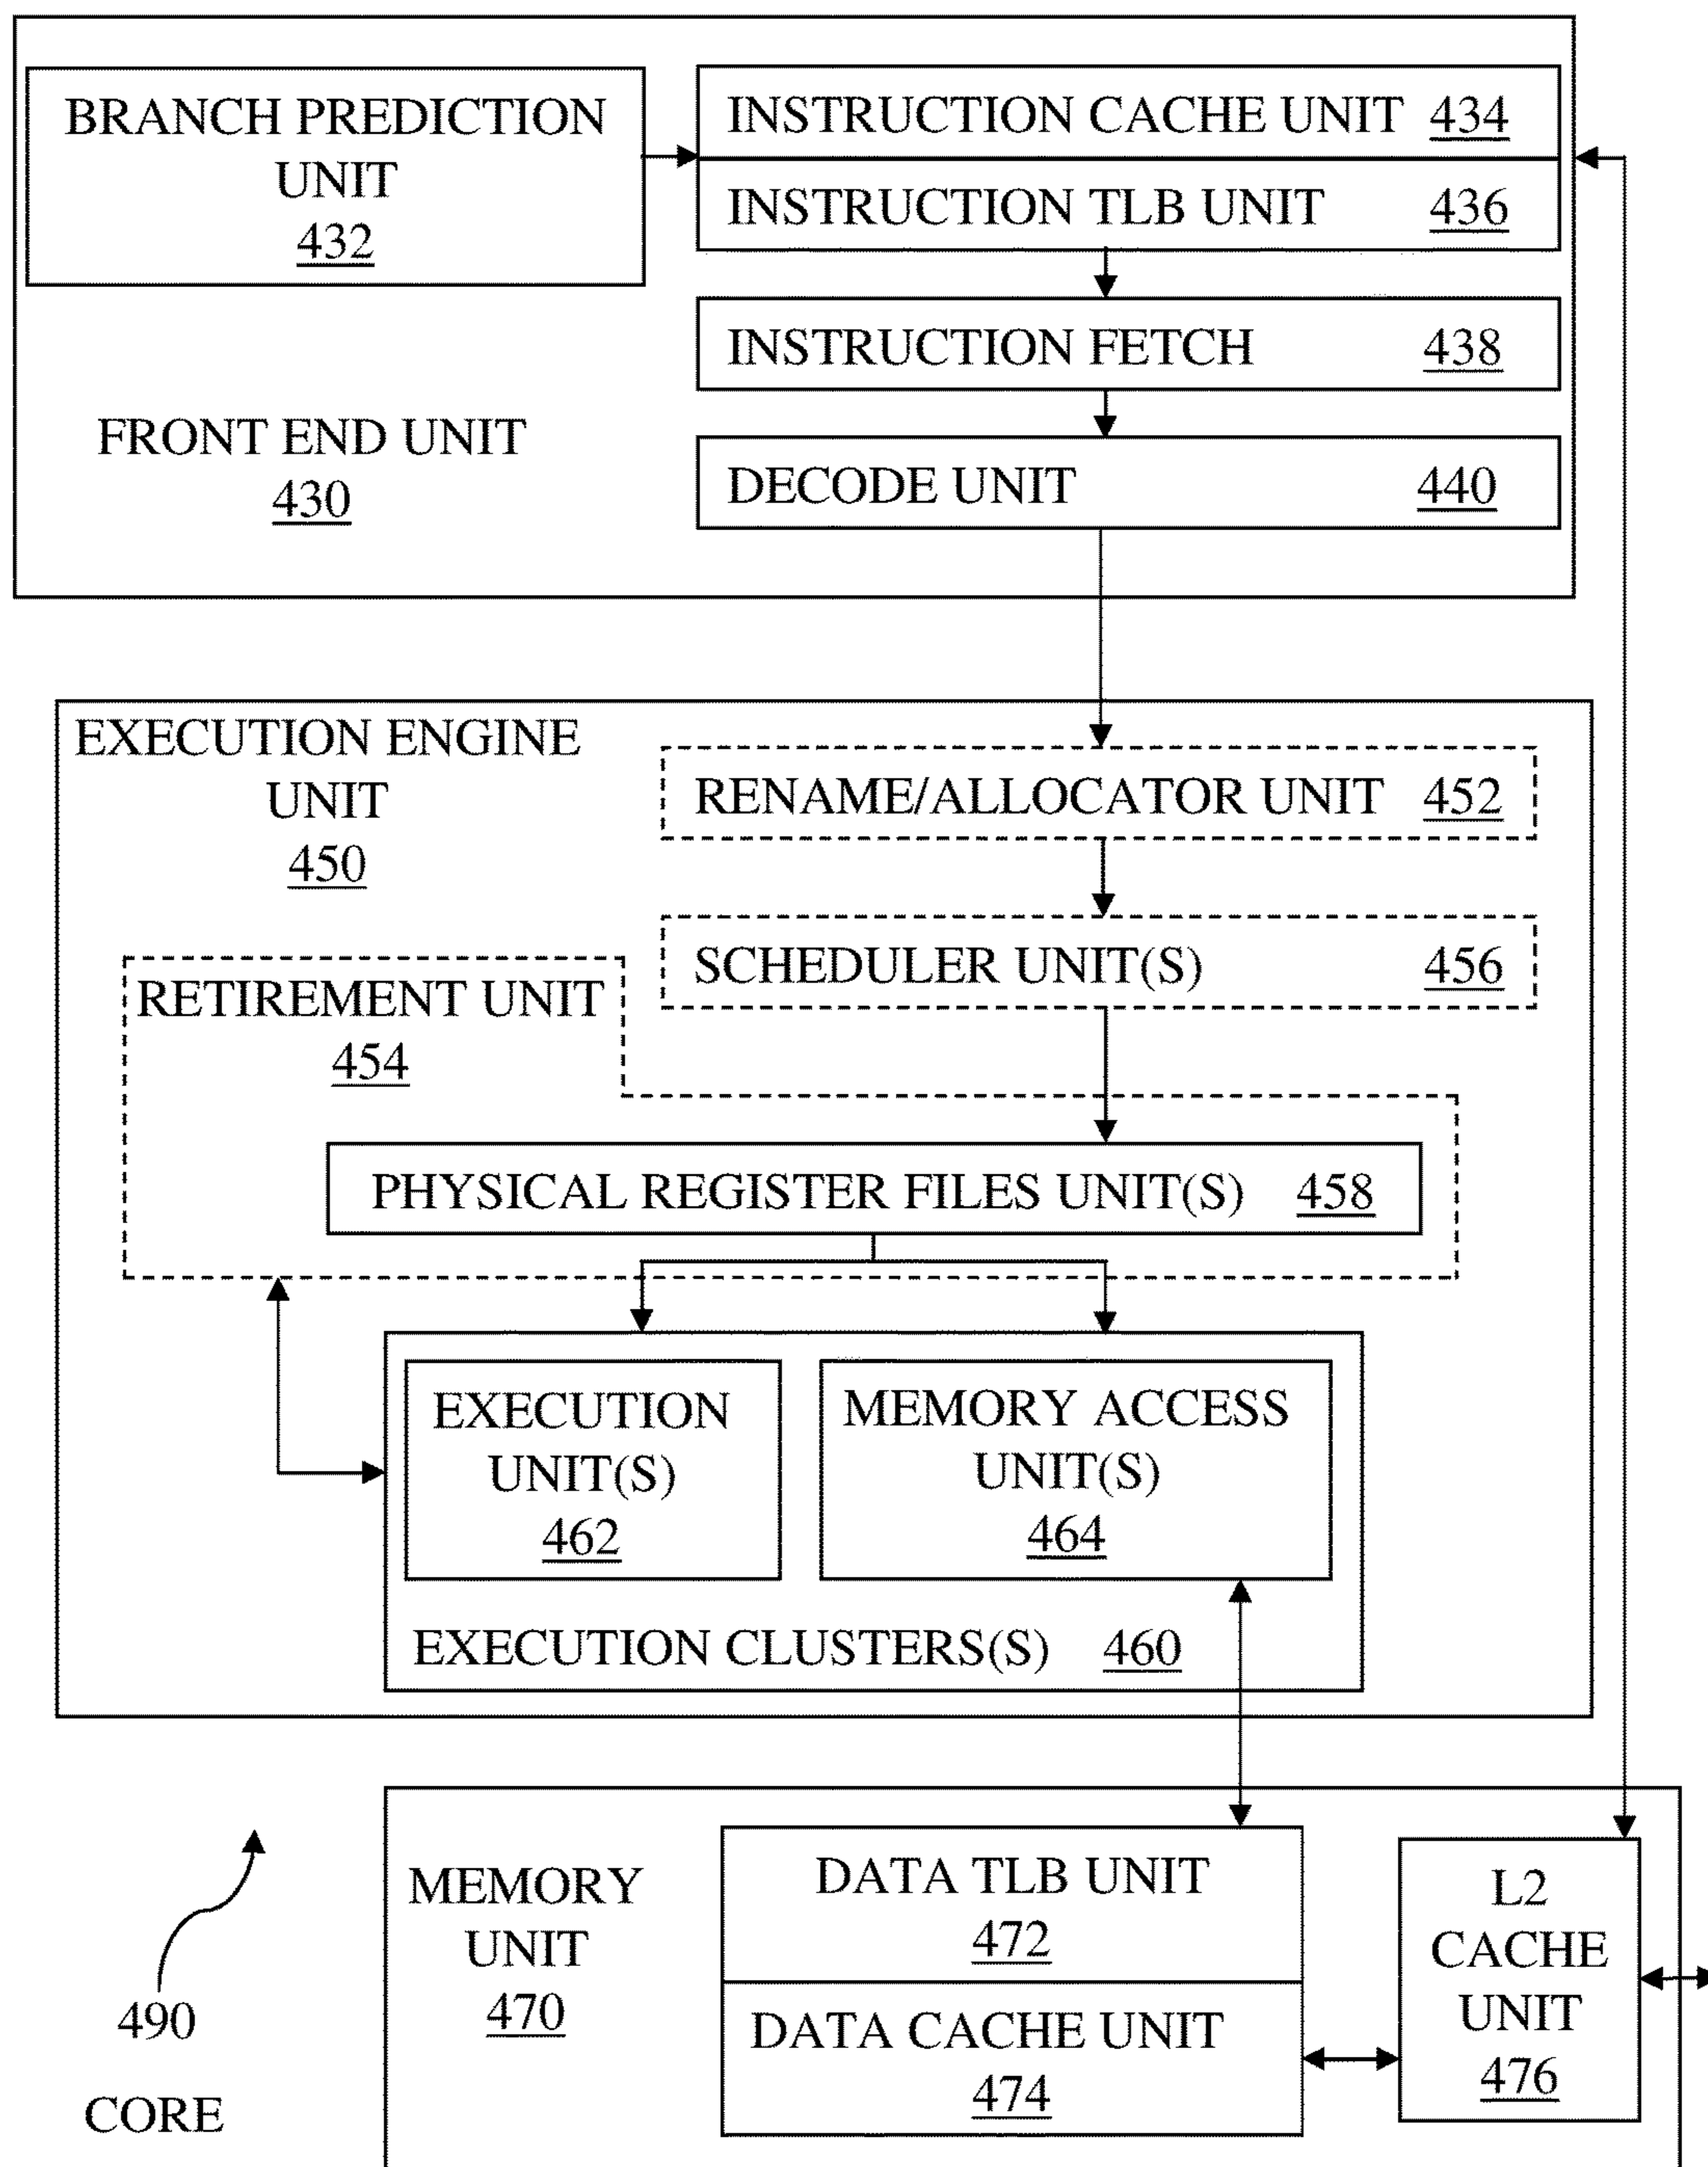 BRANCH PREDICTION
UNIT
432
INSTRUCTION CACHE UNIT 434
INSTRUCTION TLB UNIT 436
INSTRUCTION FETCH 438
FRONT END UNIT
430
DECODE UNIT 440
EXECUTION ENGINE
UNIT
450
RENAME/ALLOCATOR UNIT 452
SCHEDULER UNIT(S) 456
RETIREMENT UNIT
454
PHYSICAL REGISTER FILES UNIT(S) 458
EXECUTION
UNIT(S)
462
MEMORY ACCESS
UNIT(S)
464
EXECUTION CLUSTERS(S) 460
MEMORY
UNIT
470
DATA TLB UNIT
472
DATA CACHE UNIT
474
L2
CACHE
UNIT
476
490
CORE